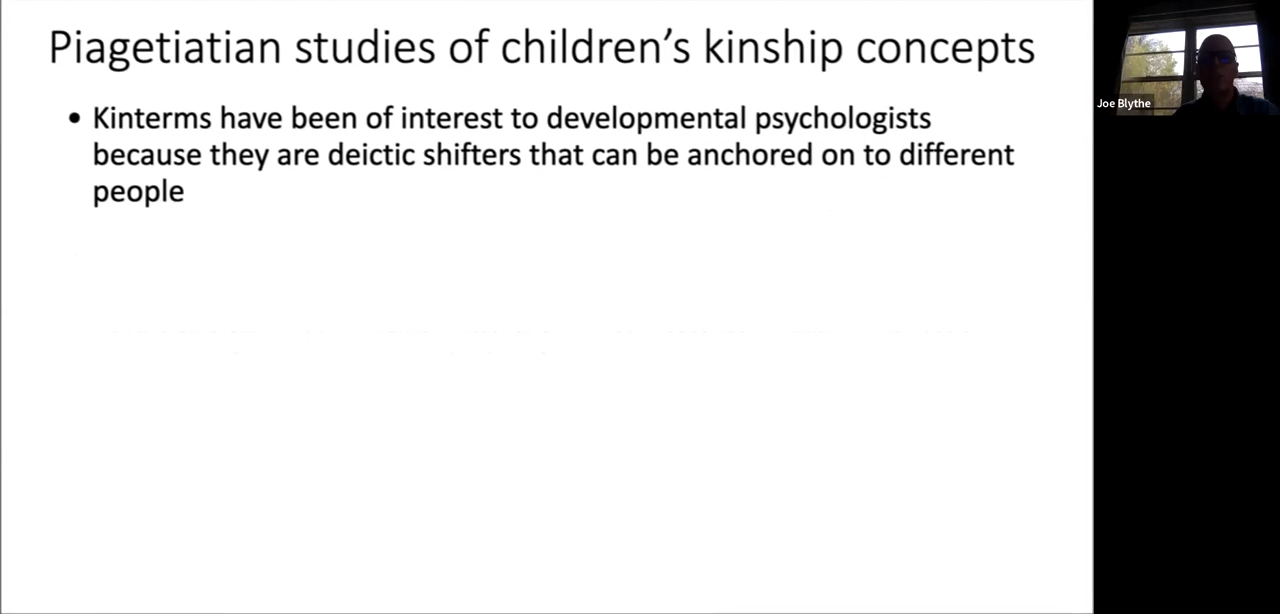 Piagetiatian studies of children’s kinship concepts
• Kinterms have been of interest to developmental psychologists
because they are deictic shifters that can be anchored on to different
people
Joe Blythe